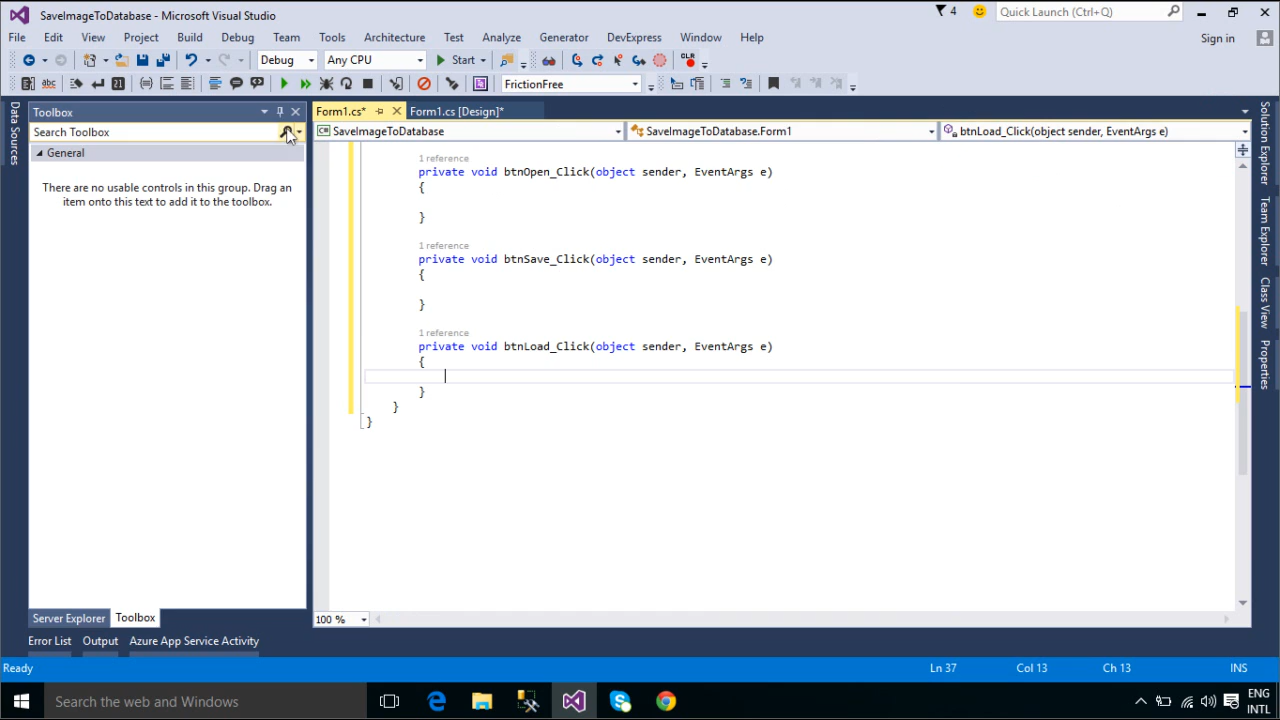 SaveImageToDatabase - Microsoft Visual Studio
4
Quick Launch (Ctrl+Q)
File Edit View Project Build Debug Team Tools Architecture Test Analyze Generator DevExpress Window Help
Sign in
Debug Any CPU Start
CLR
abc 21 FrictionFree
Data Sources
Toolbox
Search Toolbox
General
There are no usable controls in this group. Drag an
item onto this text to add it to the toolbox.
Form1.cs* Form1.cs [Design]*
SaveImageToDatabase SaveImageToDatabase.Form1 btnLoad_Click(object sender, EventArgs e)
1 reference
private void btnOpen_Click(object sender, EventArgs e)
{
}
1 reference
private void btnSave_Click(object sender, EventArgs e)
{
}
1 reference
private void btnLoad_Click(object sender, EventArgs e)
{
}
}
}
Solution Explorer
Team Explorer
Class View
Properties
100 %
Server Explorer Toolbox
Error List Output Azure App Service Activity
Ready Ln 37 Col 13 Ch 13 INS
Search the web and Windows
ENG
INTL